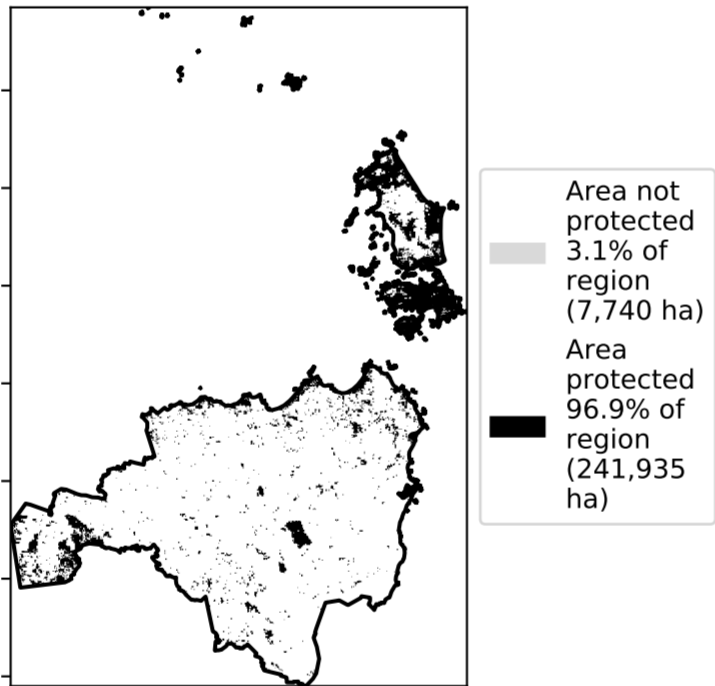 Area not
protected
3.1% of
region
(7,740 ha)
Area
protected
96.9% of
region
(241,935
ha)